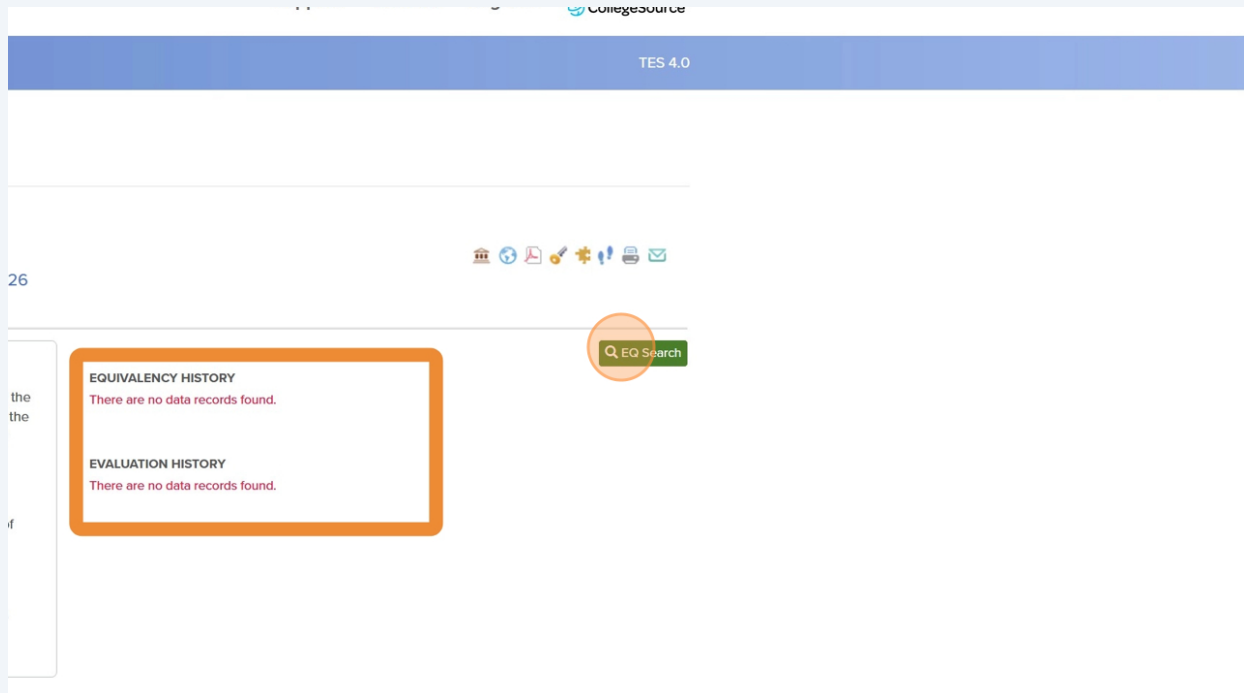 CollegeSource
TES 4.0
26
EQ Search
the
the
of
EQUIVALENCY HISTORY
There are no data records found.
EVALUATION HISTORY
There are no data records found.